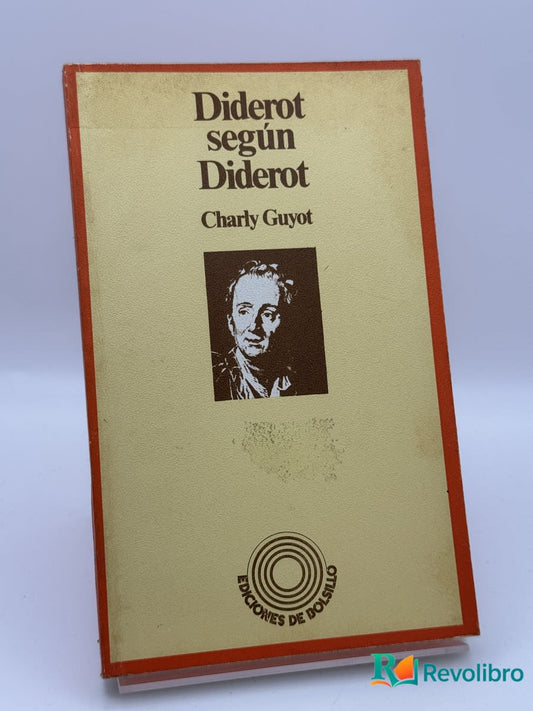 Diderot
según
Diderot
Charly Guyot
EDICIONES DE BOLSILLO
Revolibro